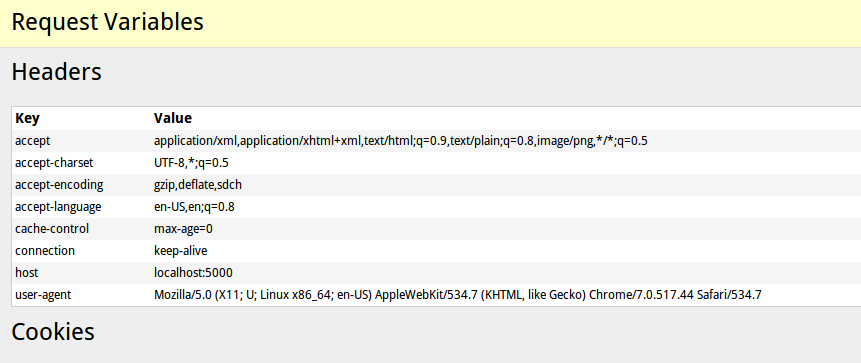 Request Variables
Headers
Key Value
accept application/xml,application/xhtml+xml,text/html;q=0.9,text/plain;q=0.8,image/png,*/*;q=0.5
accept-charset UTF-8,*;q=0.5
accept-encoding gzip,deflate,sdch
accept-language en-US,en;q=0.8
cache-control max-age=0
connection keep-alive
host localhost:5000
user-agent Mozilla/5.0 (X11; U; Linux x86_64; en-US) AppleWebKit/534.7 (KHTML, like Gecko) Chrome/7.0.517.44 Safari/534.7
Cookies